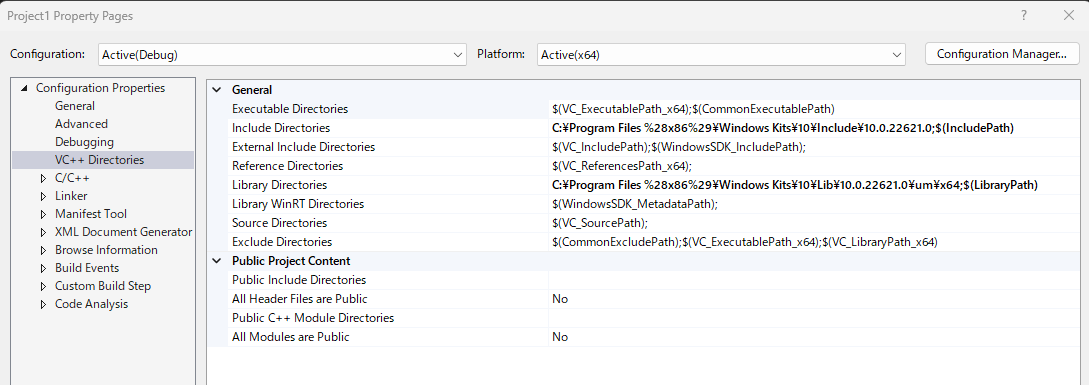 Project1 Property Pages
Configuration: Active(Debug) Platform: Active(x64) Configuration Manager...
Configuration Properties
General
Advanced
Debugging
VC++ Directories
C/C++
Linker
Manifest Tool
XML Document Generator
Browse Information
Build Events
Custom Build Step
Code Analysis
General
Executable Directories $(VC_ExecutablePath_x64);$(CommonExecutablePath)
Include Directories C:¥Program Files %28x86%29¥Windows Kits¥10¥Include¥10.0.22621.0;$(IncludePath)
External Include Directories $(VC_IncludePath);$(WindowsSDK_IncludePath);
Reference Directories $(VC_ReferencesPath_x64);
Library Directories C:¥Program Files %28x86%29¥Windows Kits¥10¥Lib¥10.0.22621.0¥um¥x64;$(LibraryPath)
Library WinRT Directories $(WindowsSDK_MetadataPath);
Source Directories $(VC_SourcePath);
Exclude Directories $(CommonExcludePath);$(VC_ExecutablePath_x64);$(VC_LibraryPath_x64)
Public Project Content
Public Include Directories
All Header Files are Public No
Public C++ Module Directories
All Modules are Public No